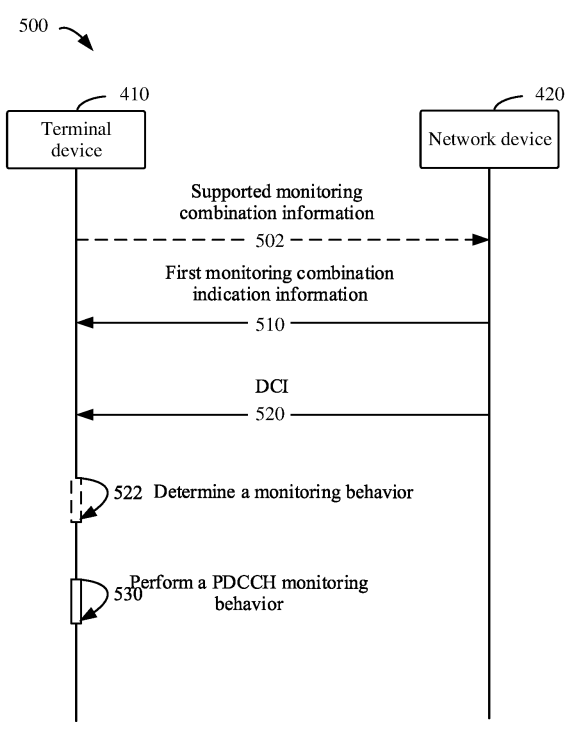 500
410
420
Terminal
device
Network device
Supported monitoring
combination information
502
First monitoring combination
indication information
510
DCI
520
522 Determine a monitoring behavior
530 Perform a PDCCH monitoring
behavior